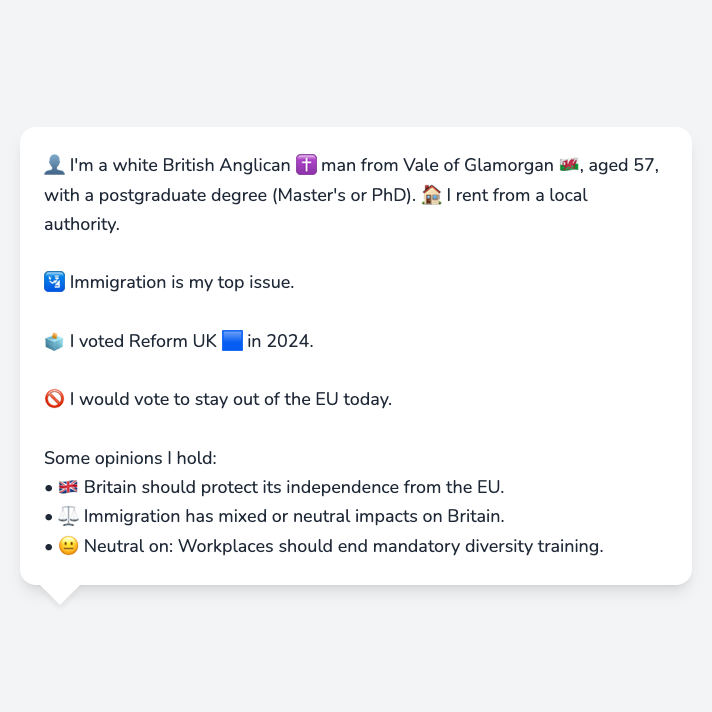 👤 I'm a white British Anglican ✝️ man from Vale of Glamorgan 🏴󠁧󠁢󠁷󠁬󠁳󠁿, aged 57,
with a postgraduate degree (Master's or PhD). 🏠 I rent from a local
authority.
🛂 Immigration is my top issue.
🗳️ I voted Reform UK 🟦 in 2024.
🚫 I would vote to stay out of the EU today.
Some opinions I hold:
• 🇬🇧 Britain should protect its independence from the EU.
• ⚖️ Immigration has mixed or neutral impacts on Britain.
• 😐 Neutral on: Workplaces should end mandatory diversity training.